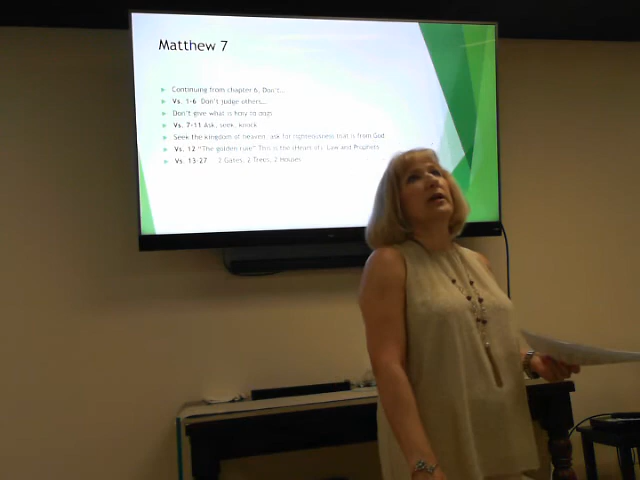 Matthew 7
Continuing from chapter 6, Don't...
Vs. 1-6 Don't judge others...
Don't give what is holy to dogs
Vs. 7-11 Ask, seek, knock
Seek the kingdom of heaven, ask for righteousness that is from God
Vs. 12 "The golden rule" This is the (Heart of) Law and Prophets
Vs. 13-27 2 Gates, 2 Trees, 2 Houses